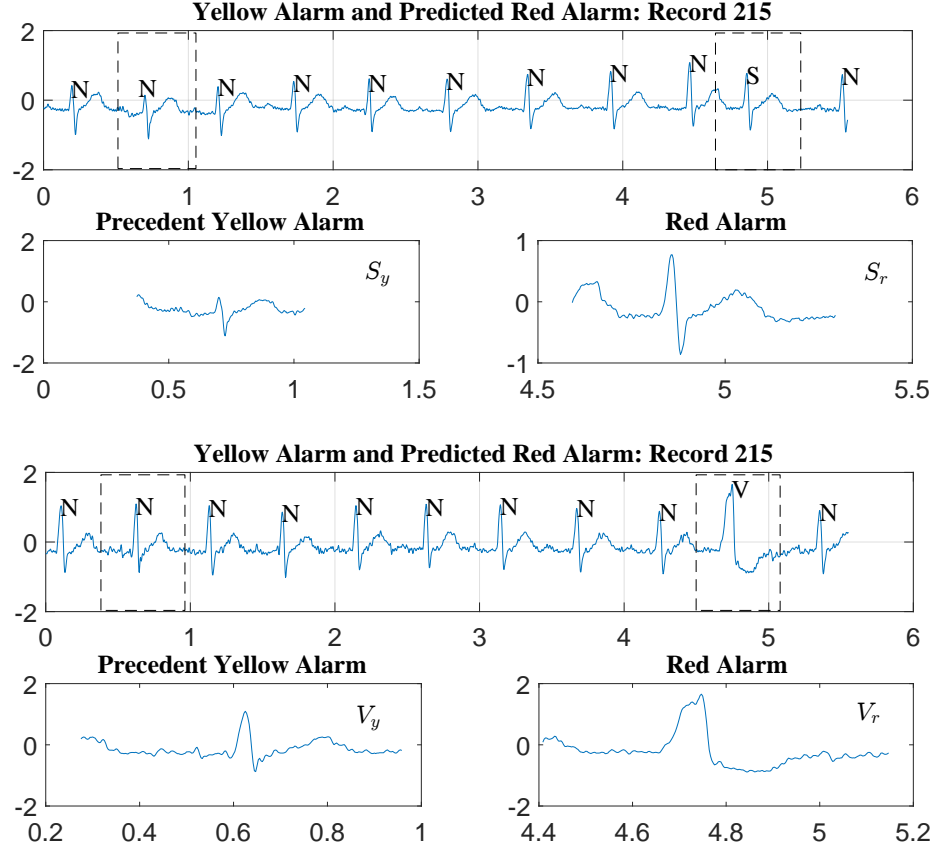 Yellow Alarm and Predicted Red Alarm: Record 215
2
0
-2
N N N N N N N N N S N
0 1 2 3 4 5 6
Precedent Yellow Alarm
2
0
-2
S_y
0 0.5 1 1.5
Red Alarm
1
0
-1
S_r
4.5 5 5.5
Yellow Alarm and Predicted Red Alarm: Record 215
2
0
-2
N N N N N N N N N V N
0 1 2 3 4 5 6
Precedent Yellow Alarm
2
0
-2
V_y
0.2 0.4 0.6 0.8 1
Red Alarm
2
0
-2
V_r
4.4 4.6 4.8 5 5.2